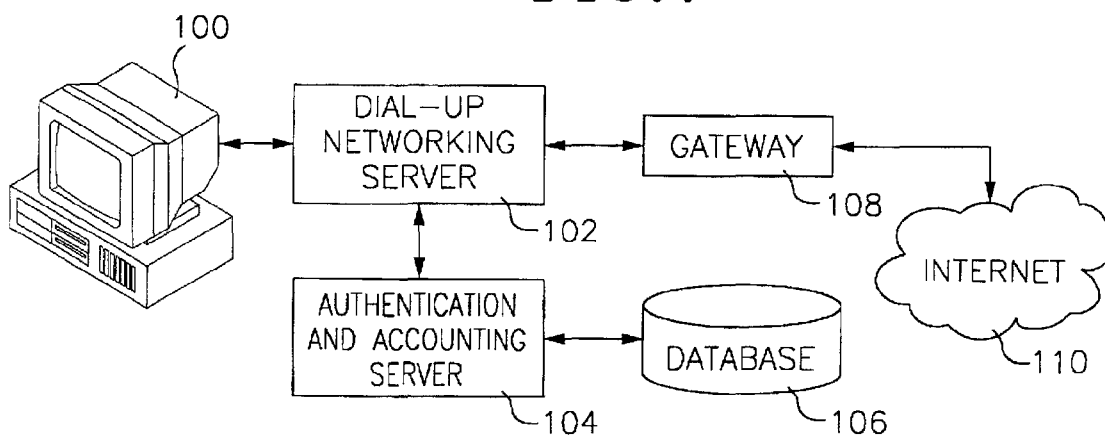 100
DIAL-UP
NETWORKING
SERVER
102
GATEWAY
108
INTERNET
110
AUTHENTICATION
AND ACCOUNTING
SERVER
104
DATABASE
106